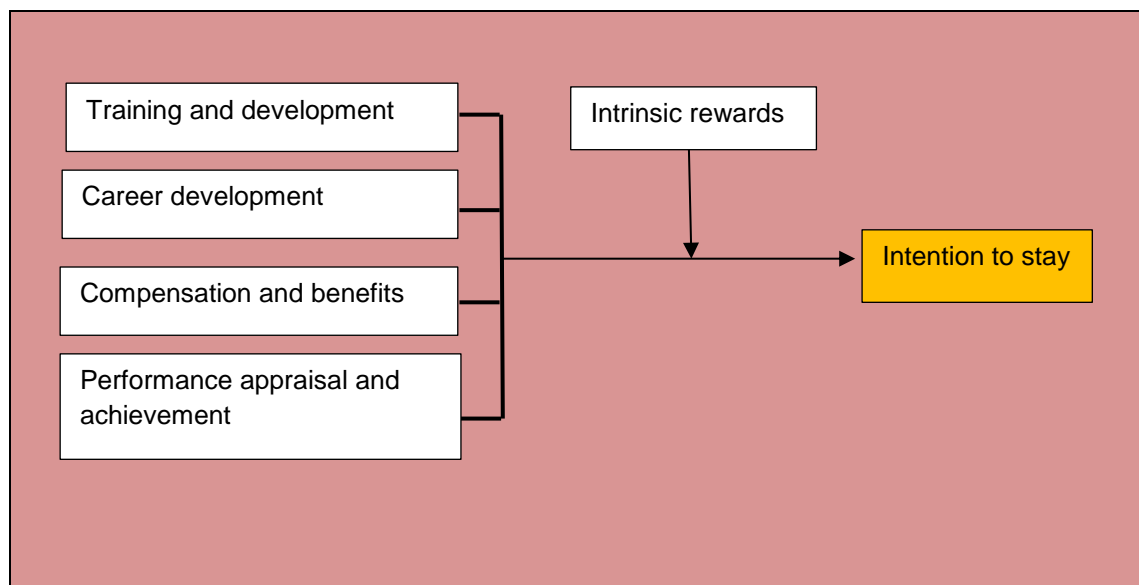 Training and development
Intrinsic rewards
Career development
Intention to stay
Compensation and benefits
Performance appraisal and
achievement